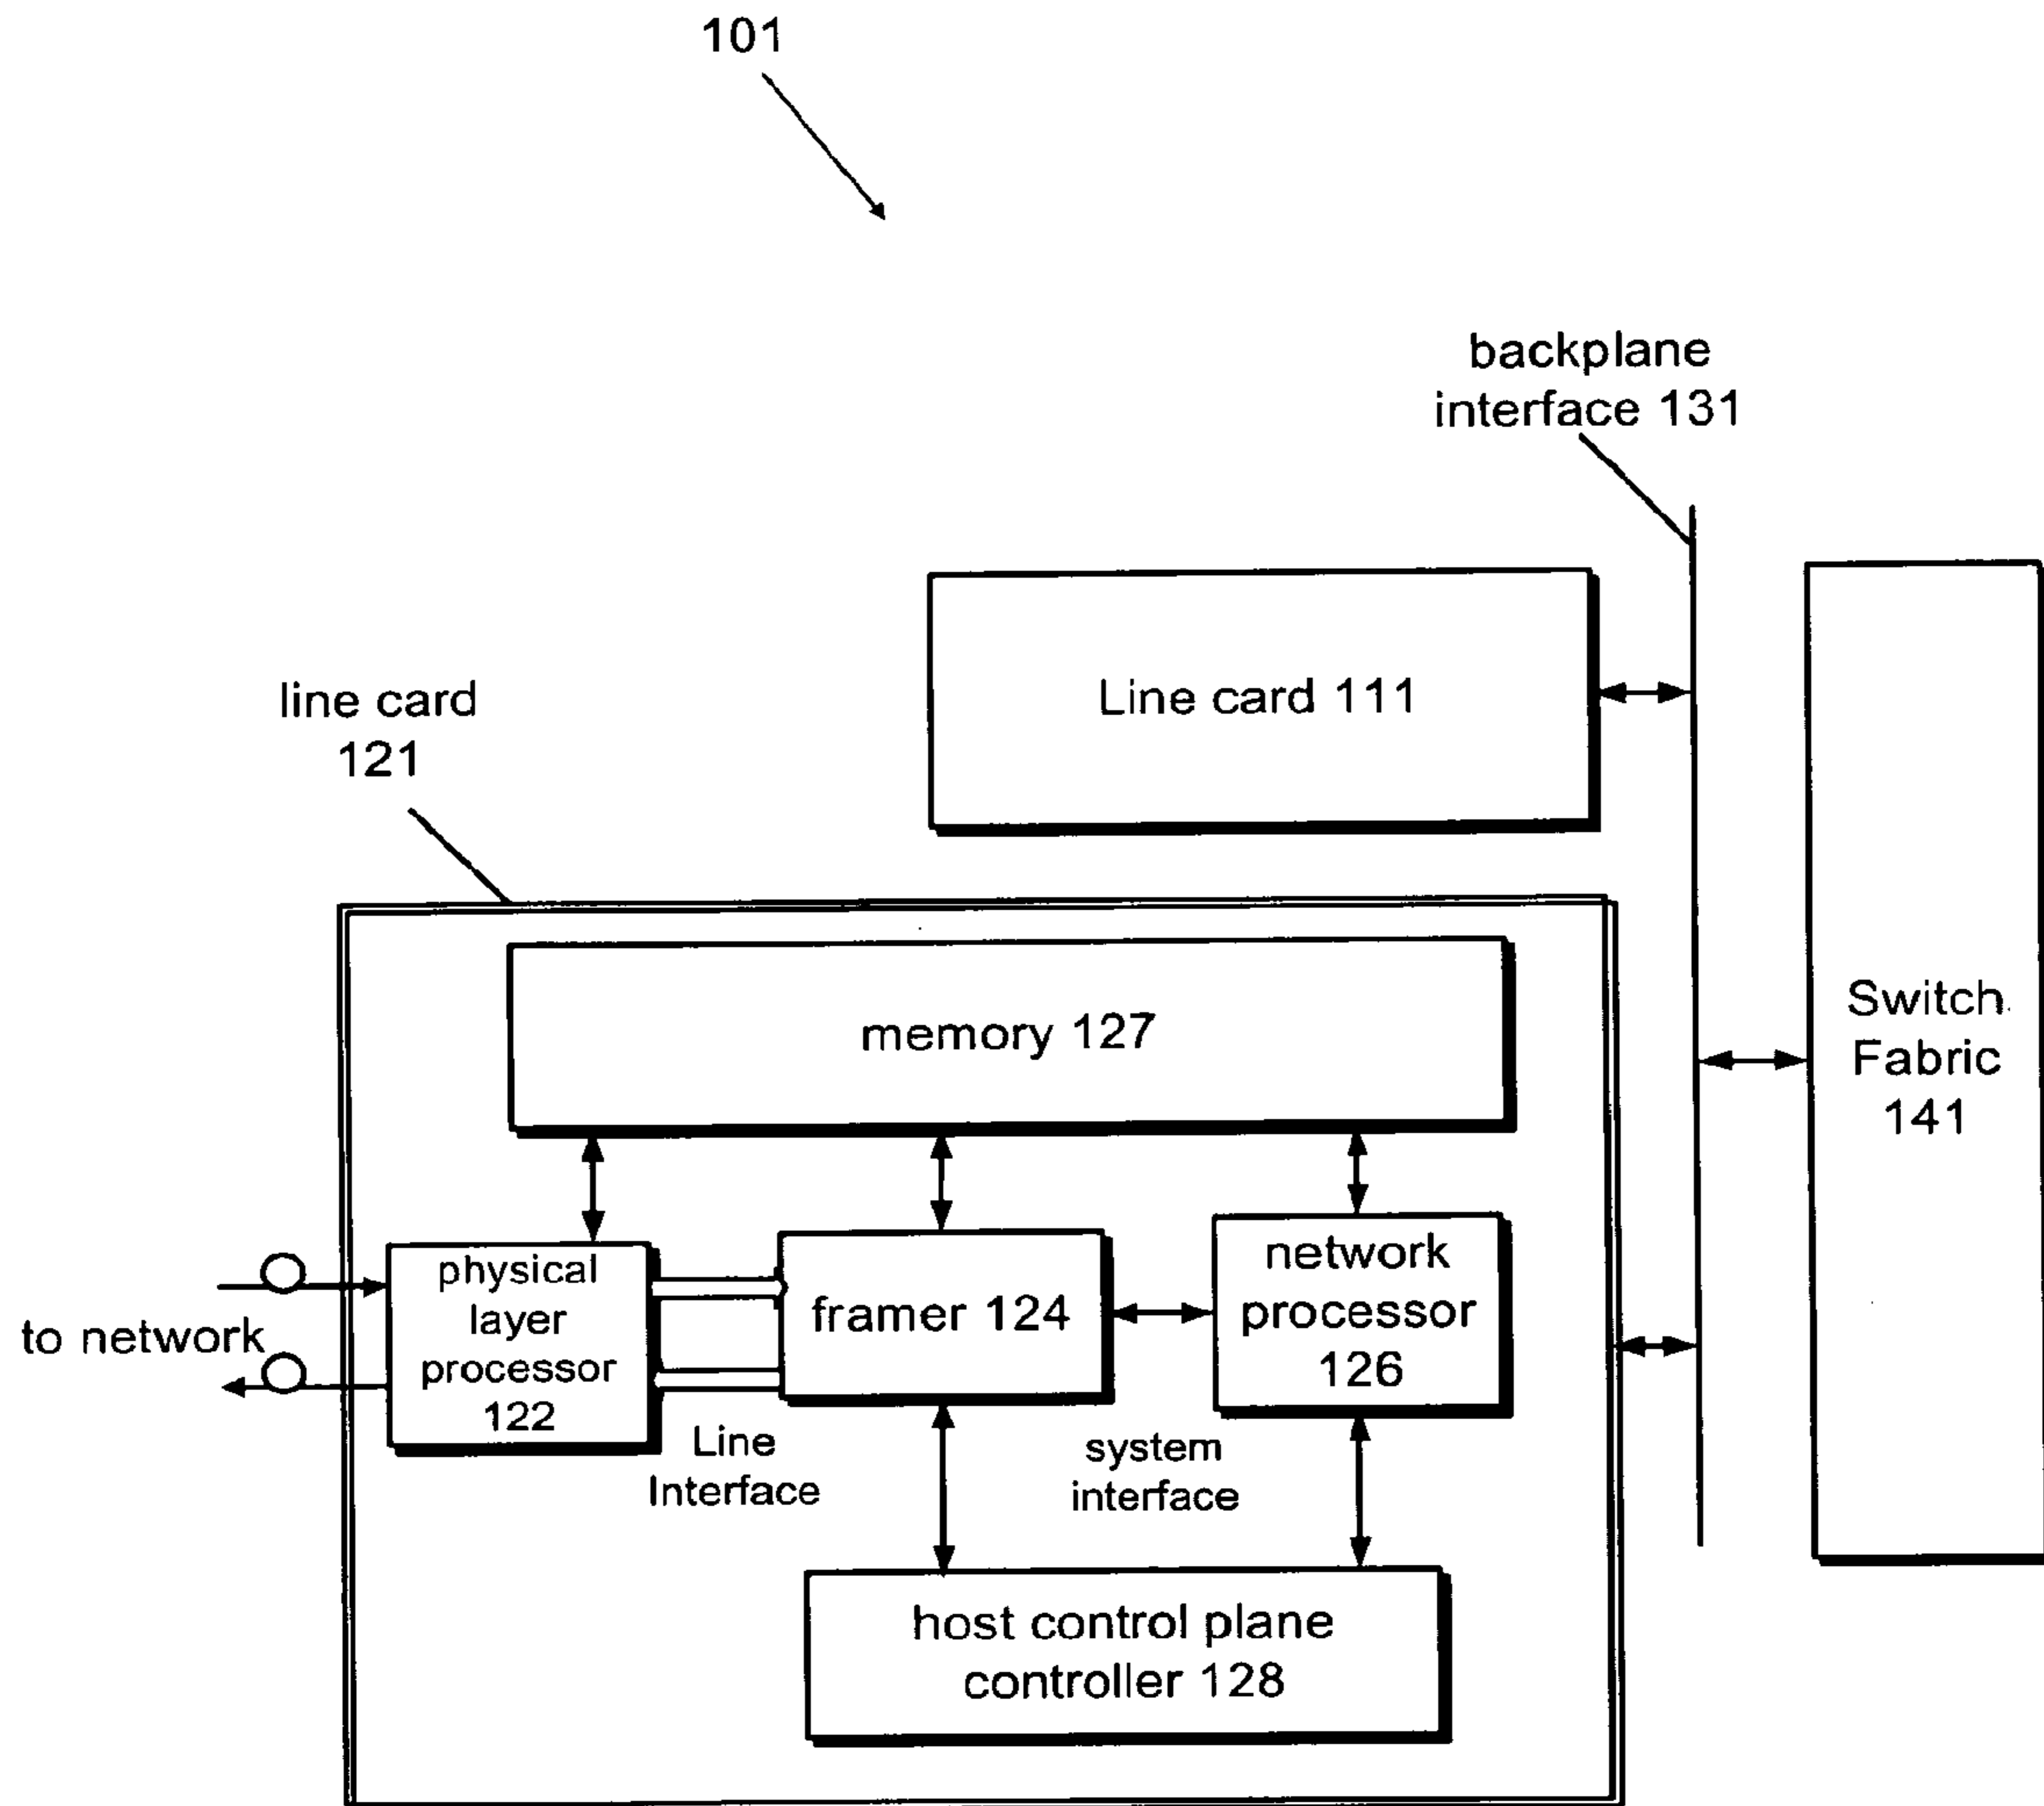 101
backplane
interface 131
Line card 111
line card
121
Switch
Fabric
141
memory 127
physical
layer
processor
122
framer 124
network
processor
126
to network
Line
Interface
system
interface
host control plane
controller 128